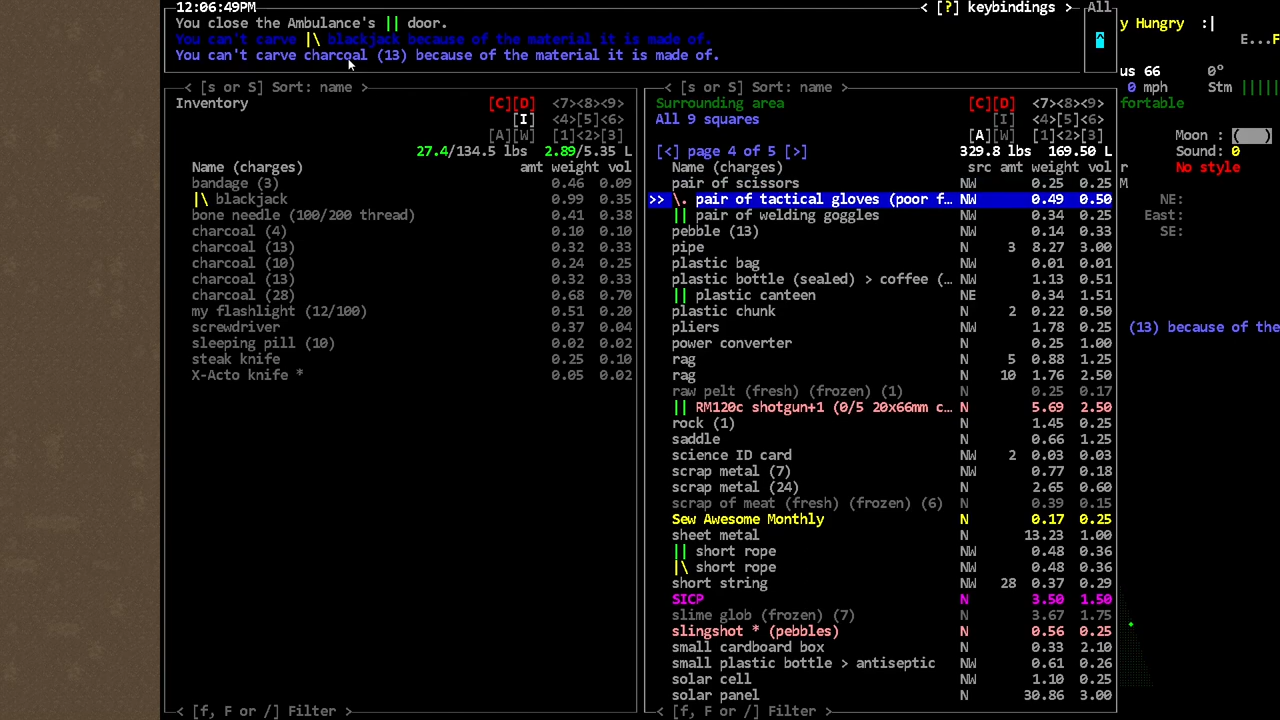 12:06:49PM < [?] keybindings > All
You close the Ambulance's || door. y Hungry :|
You can't carve |\ blackjack because of the material it is made of. E...F
You can't carve charcoal (13) because of the material it is made of.
us 66 0°
0 mph Stm |||||
< [s or S] Sort: name > < [s or S] Sort: name >
Inventory [C][D] <7><8><9> Surrounding area [C][D] <7><8><9> fortable
[I] <4>[5]<6> All 9 squares [I] <4>[5]<6>
[A][W] [1]<2>[3] [A][W] [1]<2>[3] Moon : ( )
27.4/134.5 lbs 2.89/5.35 L [<] page 4 of 5 [>] 329.8 lbs 169.50 L Sound: 0
Name (charges) amt weight vol Name (charges) src amt weight vol r No style
bandage (3) 0.46 0.09 pair of scissors NW 0.25 0.25 M
|\ blackjack 0.99 0.35 >> \. pair of tactical gloves (poor f… NW 0.49 0.50 NE:
bone needle (100/200 thread) 0.41 0.38 || pair of welding goggles NW 0.34 0.25 East:
charcoal (4) 0.10 0.10 pebble (13) NW 0.14 0.33 SE:
charcoal (13) 0.32 0.33 pipe N 3 8.27 3.00
charcoal (10) 0.24 0.25 plastic bag NW 0.01 0.01
charcoal (13) 0.32 0.33 plastic bottle (sealed) > coffee (… NW 1.13 0.51
charcoal (28) 0.68 0.70 || plastic canteen NE 0.34 1.51
my flashlight (12/100) 0.51 0.20 plastic chunk N 2 0.22 0.50
screwdriver 0.37 0.04 pliers NW 1.78 0.25 (13) because of the
sleeping pill (10) 0.02 0.02 power converter N 0.25 1.00
steak knife 0.25 0.10 rag N 5 0.88 1.25
X-Acto knife * 0.05 0.02 rag N 10 1.76 2.50
raw pelt (fresh) (frozen) (1) N 0.25 0.17
|| RM120c shotgun+1 (0/5 20x66mm c… N 5.69 2.50
rock (1) N 1.45 0.25
saddle N 0.66 1.25
science ID card N 2 0.03 0.03
scrap metal (7) NW 0.77 0.18
scrap metal (24) N 2.65 0.60
scrap of meat (fresh) (frozen) (6) N 0.39 0.15
Sew Awesome Monthly N 0.17 0.25
sheet metal N 13.23 1.00
|| short rope NW 0.48 0.36
|\ short rope NW 0.48 0.36
short string NW 28 0.37 0.29
SICP N 3.50 1.50
slime glob (frozen) (7) N 3.67 1.75
slingshot * (pebbles) N 0.56 0.25
small cardboard box N 0.33 2.10
small plastic bottle > antiseptic NW 0.61 0.26
solar cell NW 1.10 0.25
solar panel N 30.86 3.00
< [f, F or /] Filter > < [f, F or /] Filter >